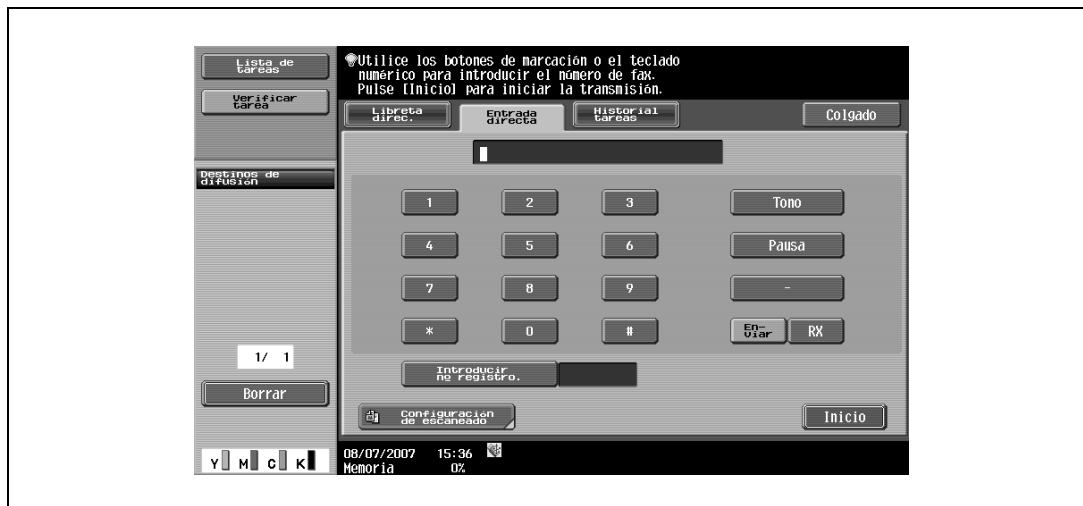 Lista de
tareas
Verificar
tarea
Destinos de
difusión
1/ 1
Borrar
Y M C K
Utilice los botones de marcación o el teclado
numérico para introducir el número de fax.
Pulse [Inicio] para iniciar la transmisión.
Libreta
direc.
Entrada
directa
Historial
tareas
Colgado
1 2 3 Tono
4 5 6 Pausa
7 8 9 -
* 0 # En-
viar RX
Introducir
nº registro.
Configuración
de escaneado
Inicio
08/07/2007 15:36
Memoria 0%